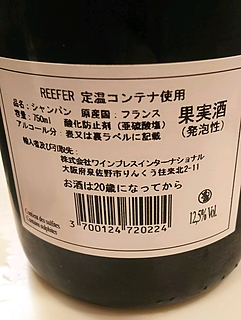 REEFER 定温コンテナ使用
品名：シャンパン 原産国：フランス
容量：750ml 酸化防止剤（亜硫酸塩）
アルコール分：表又は裏ラベルに記載
果実酒
（発泡性）
輸入者及び引取先：
株式会社ワインプレスインターナショナル
大阪府泉佐野市りんくう往来北2-11
お酒は20歳になってから
Contient des sulfites
Contains sulphites
3 700124 720224
12,5% Vol.